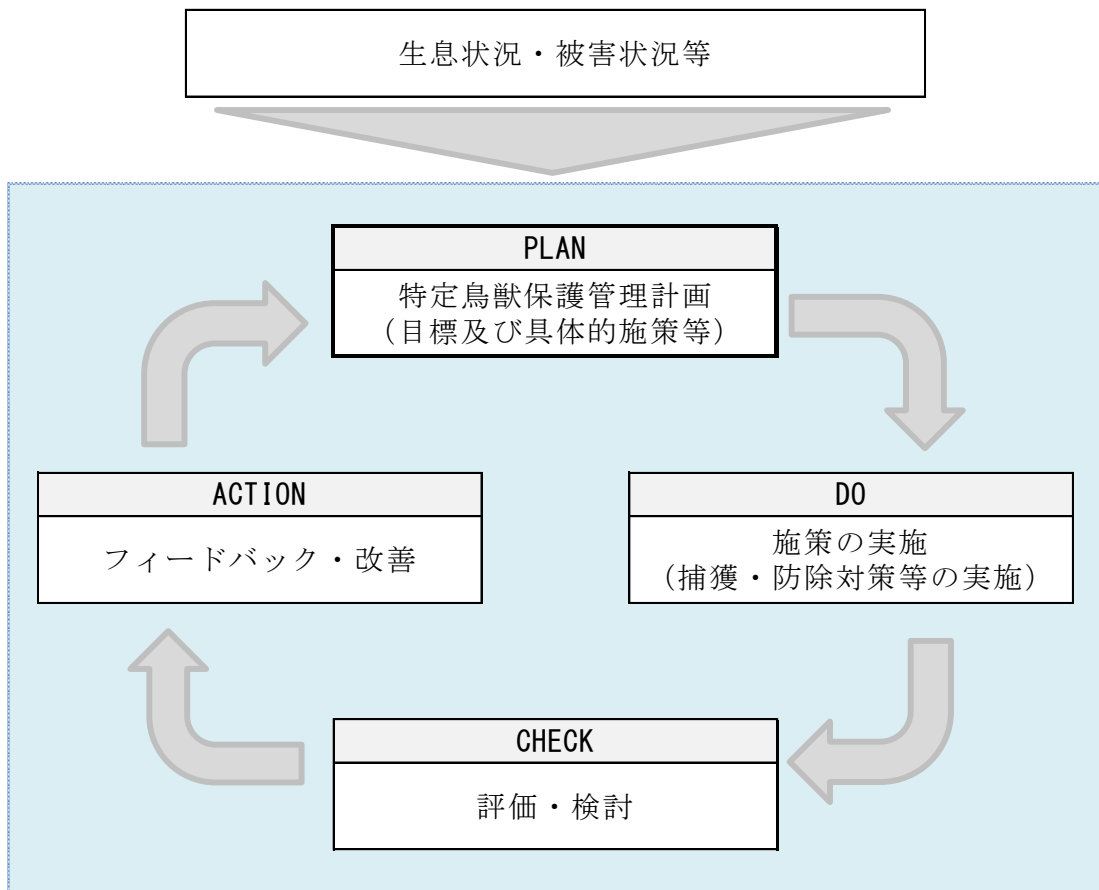 生息状況・被害状況等
PLAN
特定鳥獣保護管理計画
（目標及び具体的施策等）
ACTION
フィードバック・改善
DO
施策の実施
（捕獲・防除対策等の実施）
CHECK
評価・検討